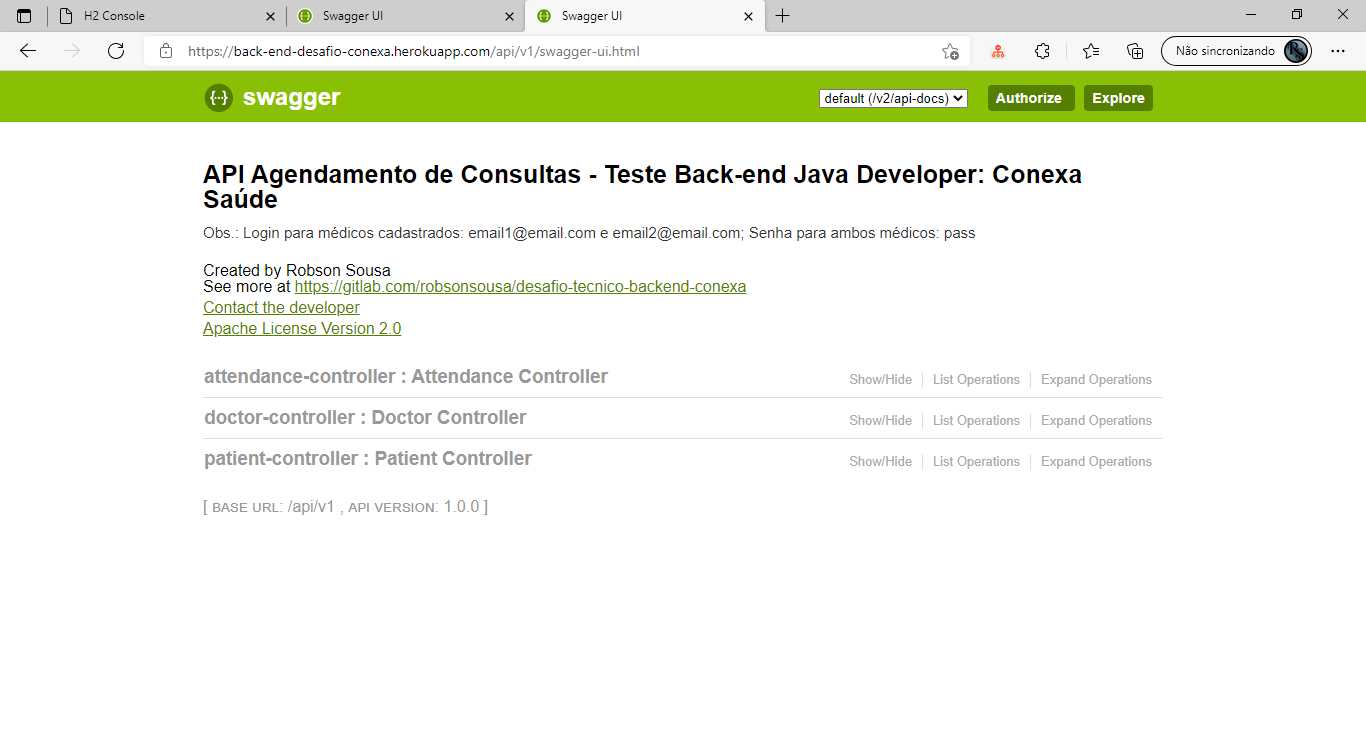 H2 Console
Swagger UI
Swagger UI
https://back-end-desafio-conexa.herokuapp.com/api/v1/swagger-ui.html
Não sincronizando
{··} swagger
default (/v2/api-docs)
Authorize
Explore
API Agendamento de Consultas - Teste Back-end Java Developer: Conexa
Saúde
Obs.: Login para médicos cadastrados: email1@email.com e email2@email.com; Senha para ambos médicos: pass
Created by Robson Sousa
See more at https://gitlab.com/robsonsousa/desafio-tecnico-backend-conexa
Contact the developer
Apache License Version 2.0
attendance-controller : Attendance Controller
Show/Hide
List Operations
Expand Operations
doctor-controller : Doctor Controller
Show/Hide
List Operations
Expand Operations
patient-controller : Patient Controller
Show/Hide
List Operations
Expand Operations
[ BASE URL: /api/v1 , API VERSION: 1.0.0 ]